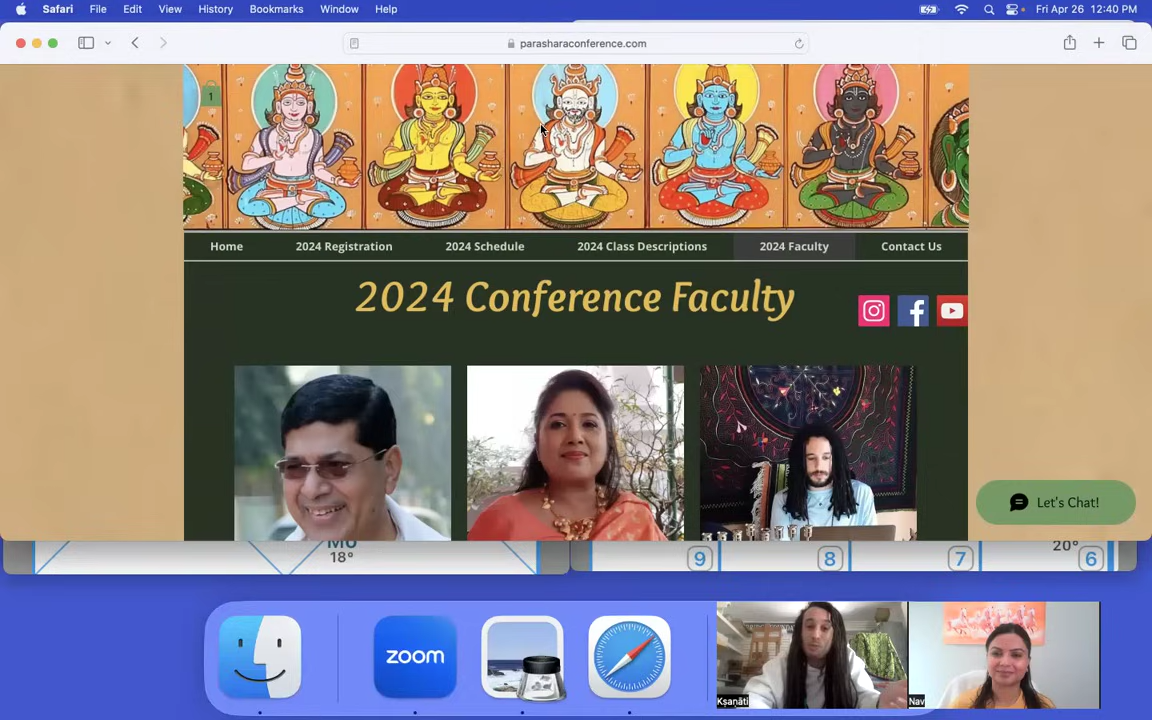 Safari File Edit View History Bookmarks Window Help Fri Apr 26 12:40 PM
parasharaconference.com
1
Home 2024 Registration 2024 Schedule 2024 Class Descriptions 2024 Faculty Contact Us
2024 Conference Faculty
Let's Chat!
18° 9 8 7 20° 6
zoom
Kṣanāti Nav